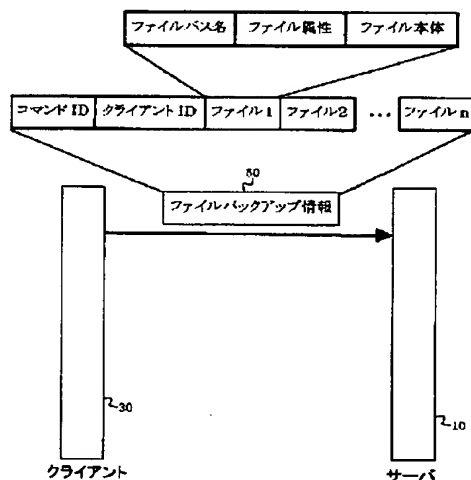 ファイルパス名 ファイル属性 ファイル本体
コマンドID クライアントID ファイル1 ファイル2 ... ファイルn
80
ファイルバックアップ情報
30
10
クライアント サーバ